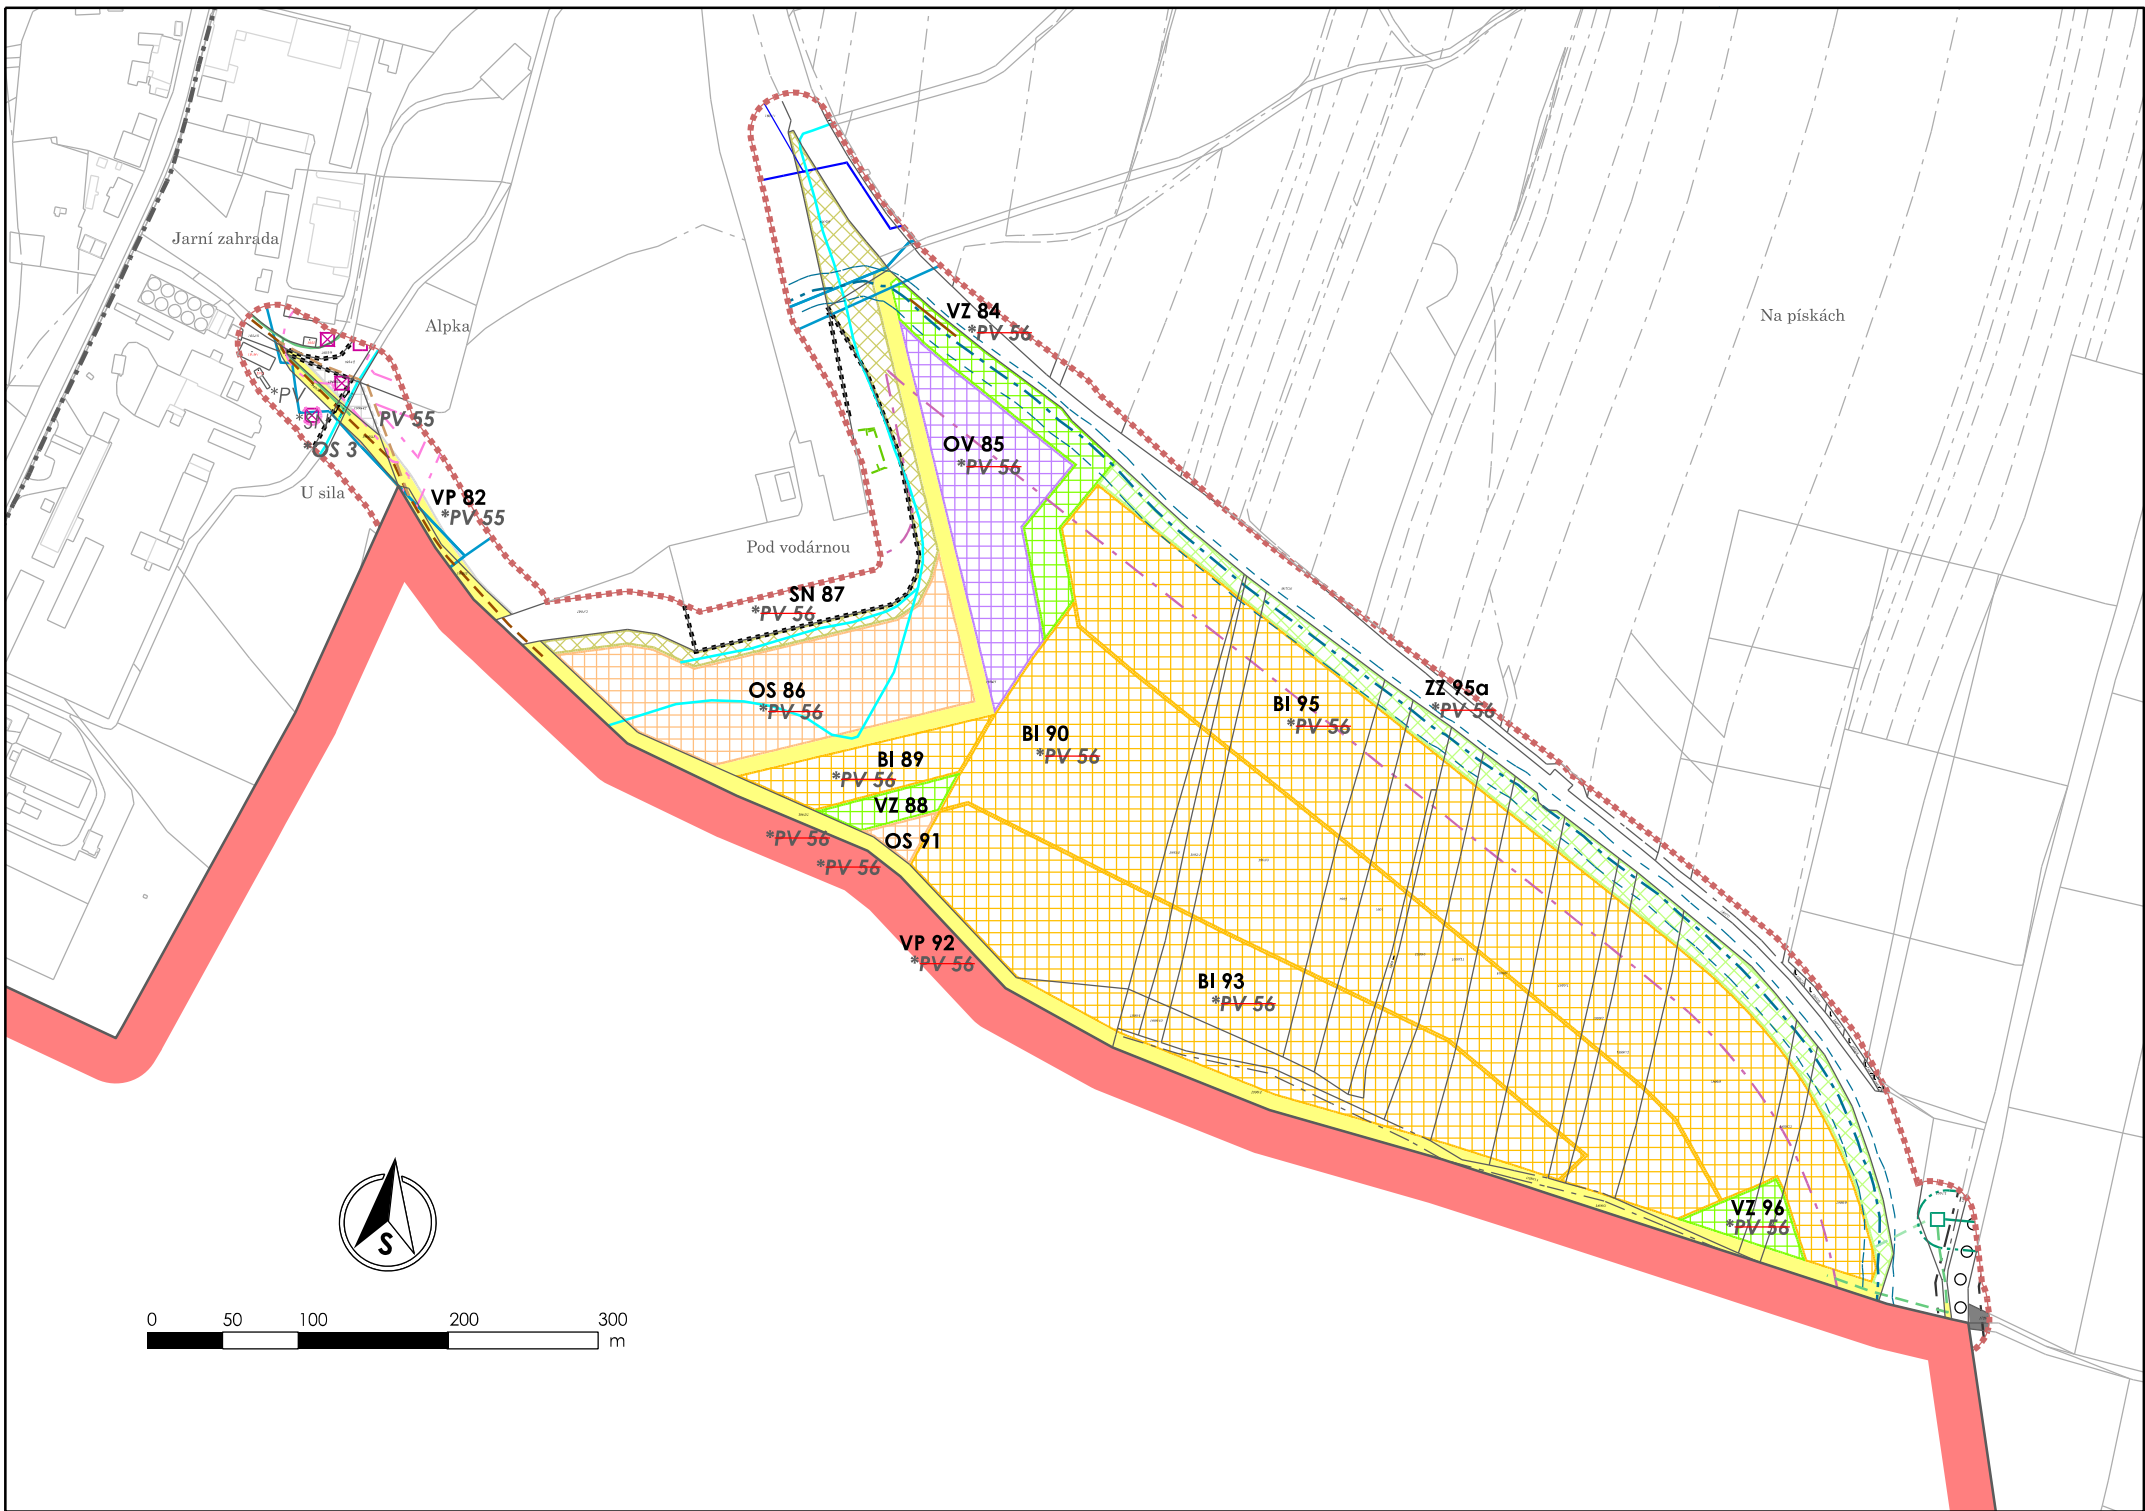 Jarní zahrada
Alpka
VZ 84
*PV 56
Na pískách
*PV
PV 55
*OS 3
OV 85
*PV 56
U sila
VP 82
*PV 55
Pod vodárnou
SN 87
*PV 56
OS 86
*PV 56
BI 95
*PV 56
ZZ 95a
*PV 56
BI 90
*PV 56
BI 89
*PV 56
VZ 88
*PV 56
OS 91
*PV 56
VP 92
*PV 56
BI 93
*PV 56
VZ 96
*PV 56
S
0 50 100 200 300
m